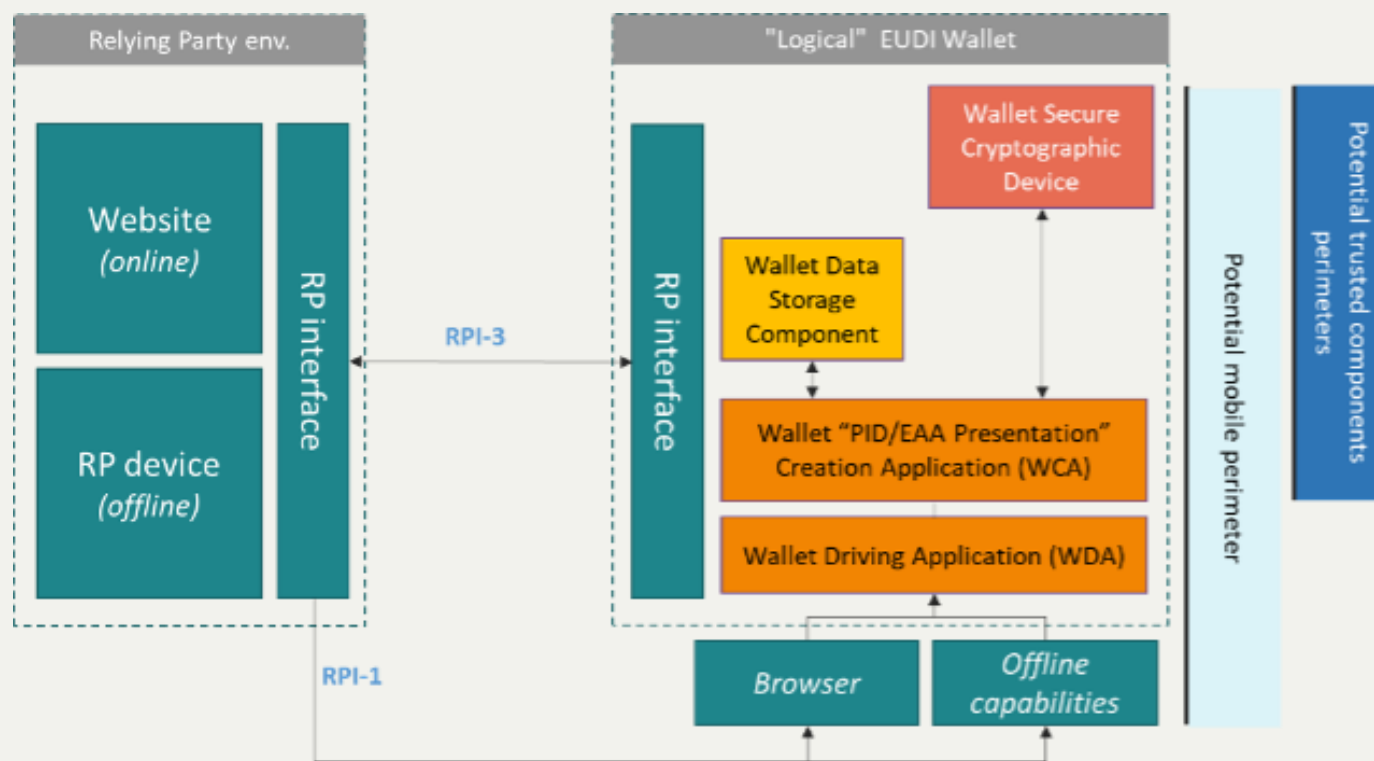 Relying Party env.
"Logical" EUDI Wallet
Website
(online)
RP device
(offline)
RP interface
RPI-3
RPI-1
RP interface
Wallet Secure
Cryptographic
Device
Wallet Data
Storage
Component
Wallet “PID/EAA Presentation”
Creation Application (WCA)
Wallet Driving Application (WDA)
Browser
Offline
capabilities
Potential mobile perimeter
Potential trusted components
perimeters